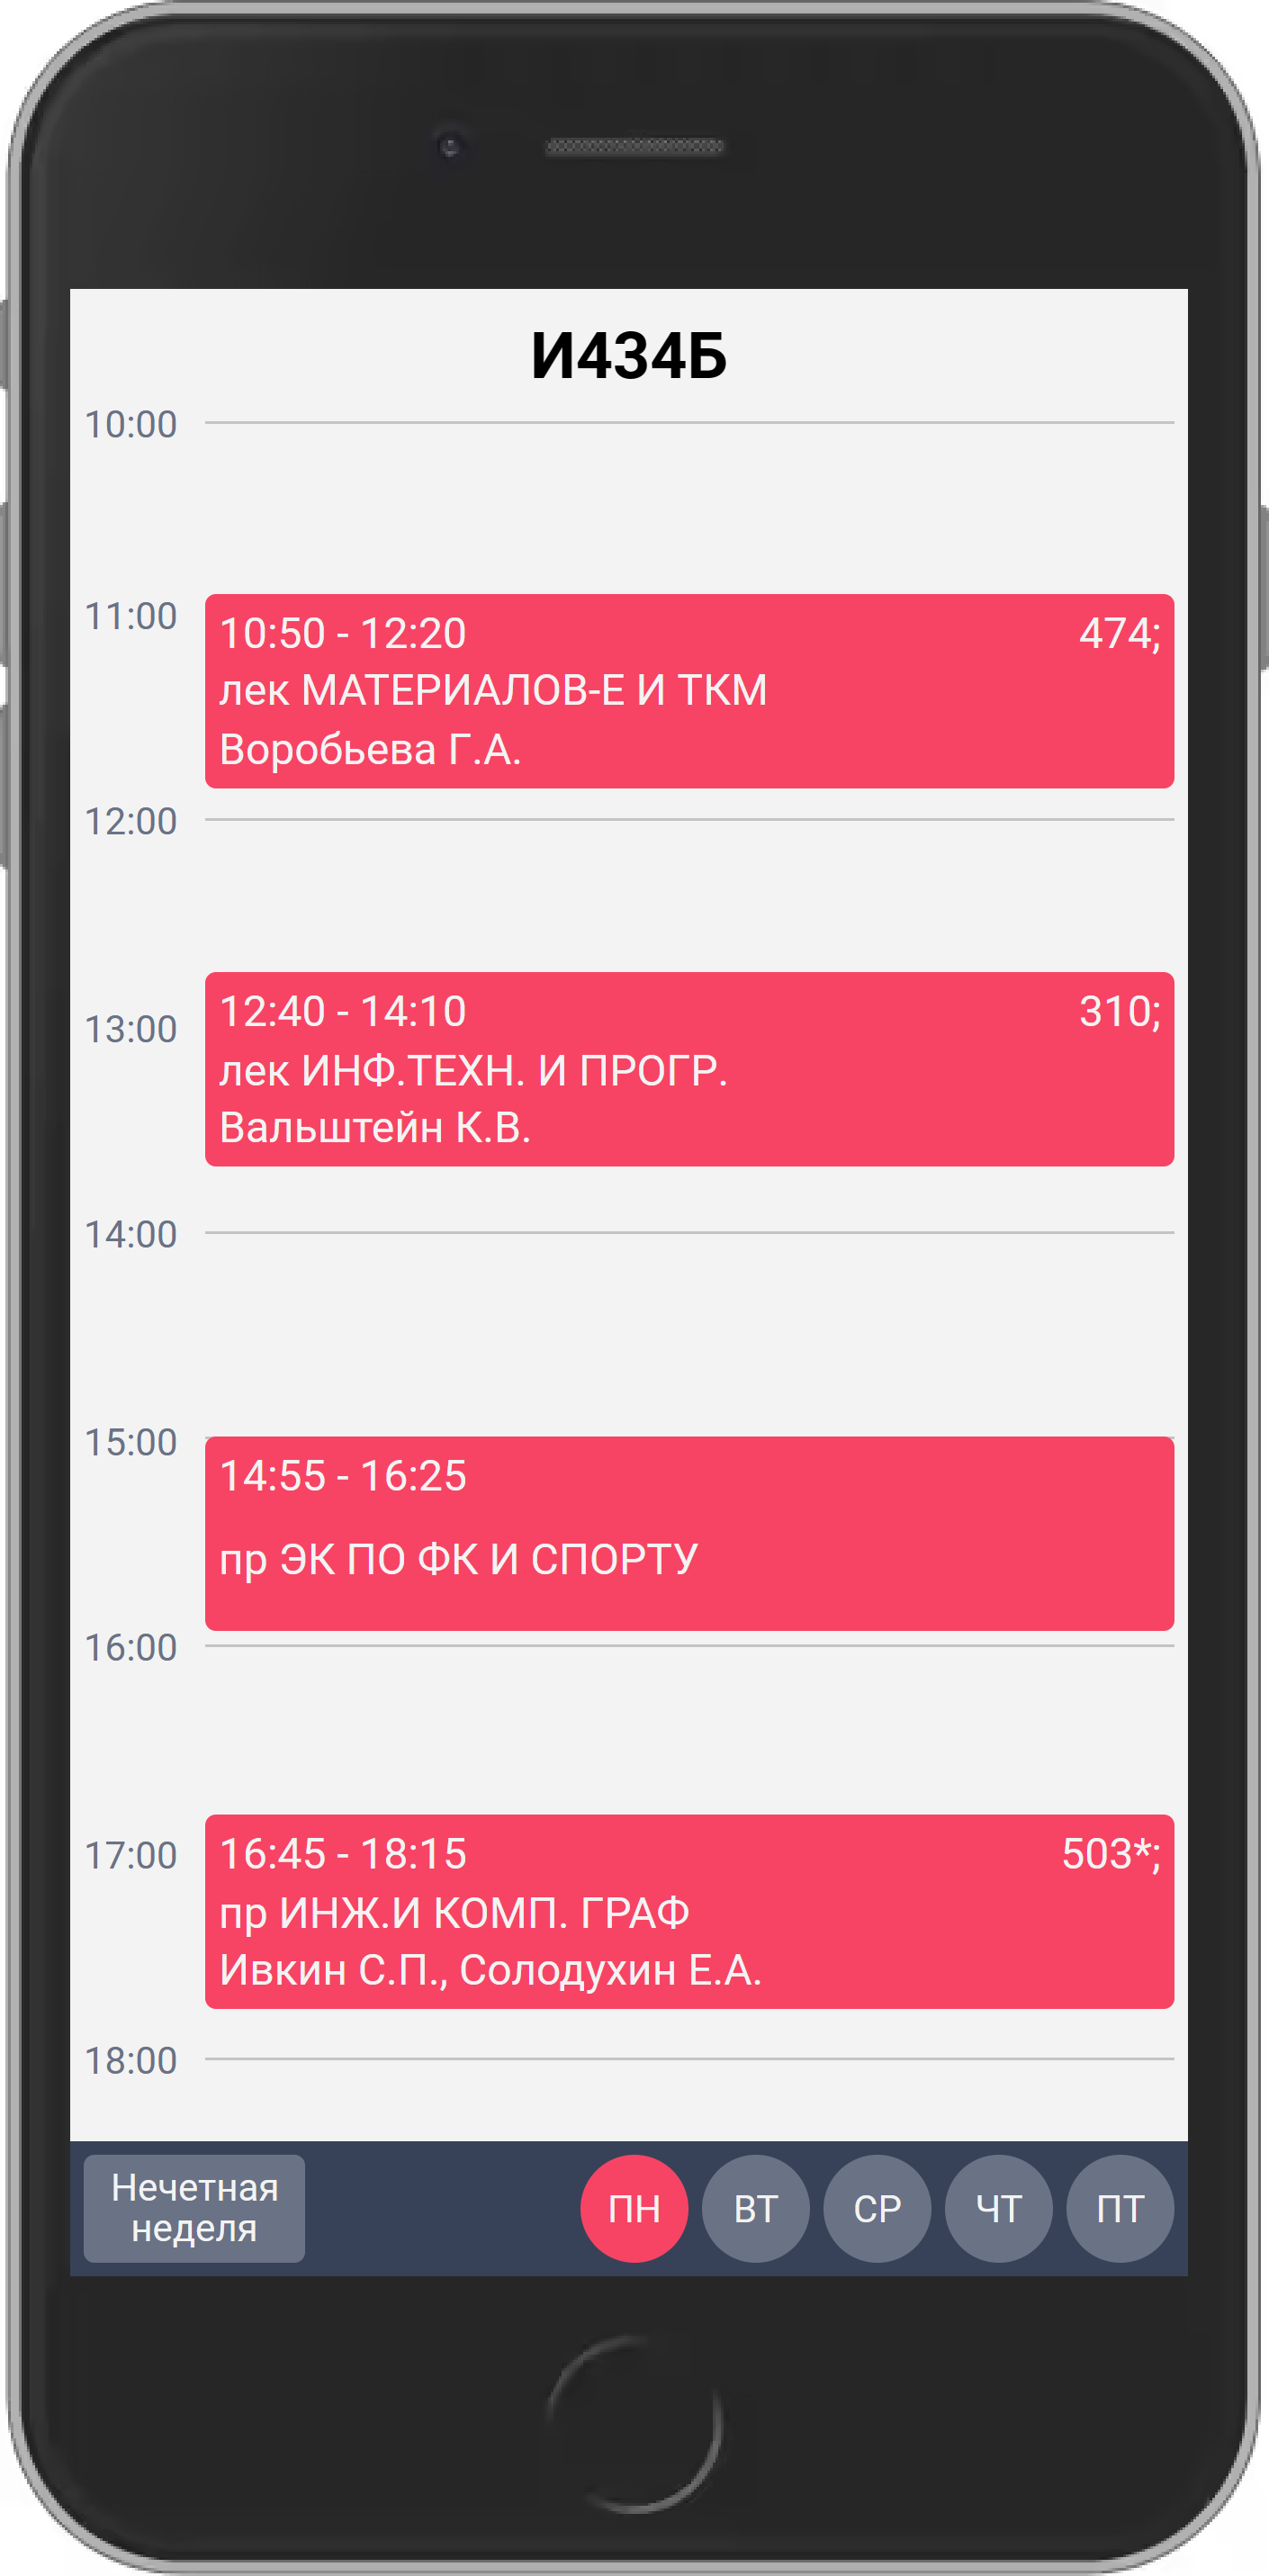 И434Б
10:00
11:00
10:50 - 12:20 474;
лек МАТЕРИАЛОВ-Е И ТКМ
Воробьева Г.А.
12:00
12:40 - 14:10 310;
13:00
лек ИНФ.ТЕХН. И ПРОГР.
Вальштейн К.В.
14:00
15:00
14:55 - 16:25
пр ЭК ПО ФК И СПОРТУ
16:00
17:00
16:45 - 18:15 503*;
пр ИНЖ.И КОМП. ГРАФ
Ивкин С.П., Солодухин Е.А.
18:00
Нечетная
неделя
ПН ВТ СР ЧТ ПТ